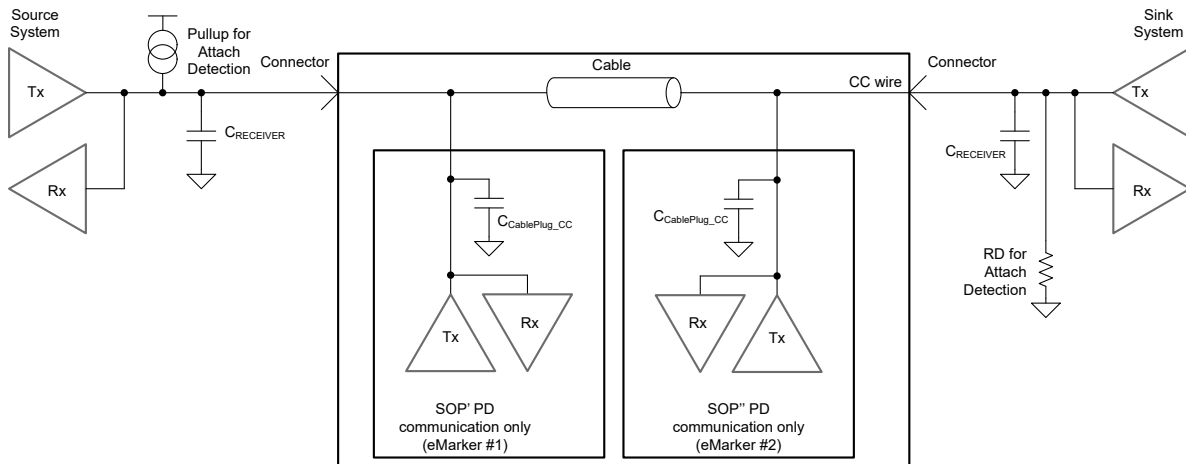 Source
System
Pullup for
Attach
Detection
Connector
Cable
CC wire
Connector
Sink
System
Tx
Rx
CRECEIVER
CCablePlug_CC
Tx
Rx
SOP' PD
communication only
(eMarker #1)
CCablePlug_CC
Rx
Tx
SOP'' PD
communication only
(eMarker #2)
CRECEIVER
Tx
Rx
RD for
Attach
Detection